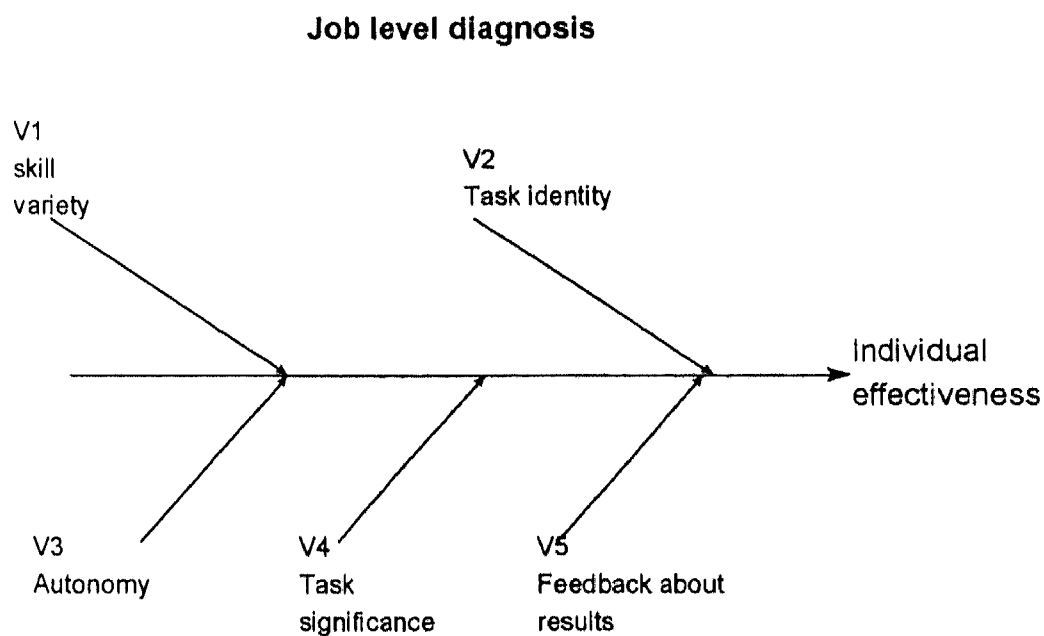 Job level diagnosis
V1
skill
variety
V2
Task identity
Individual
effectiveness
V3
Autonomy
V4
Task
significance
V5
Feedback about
results